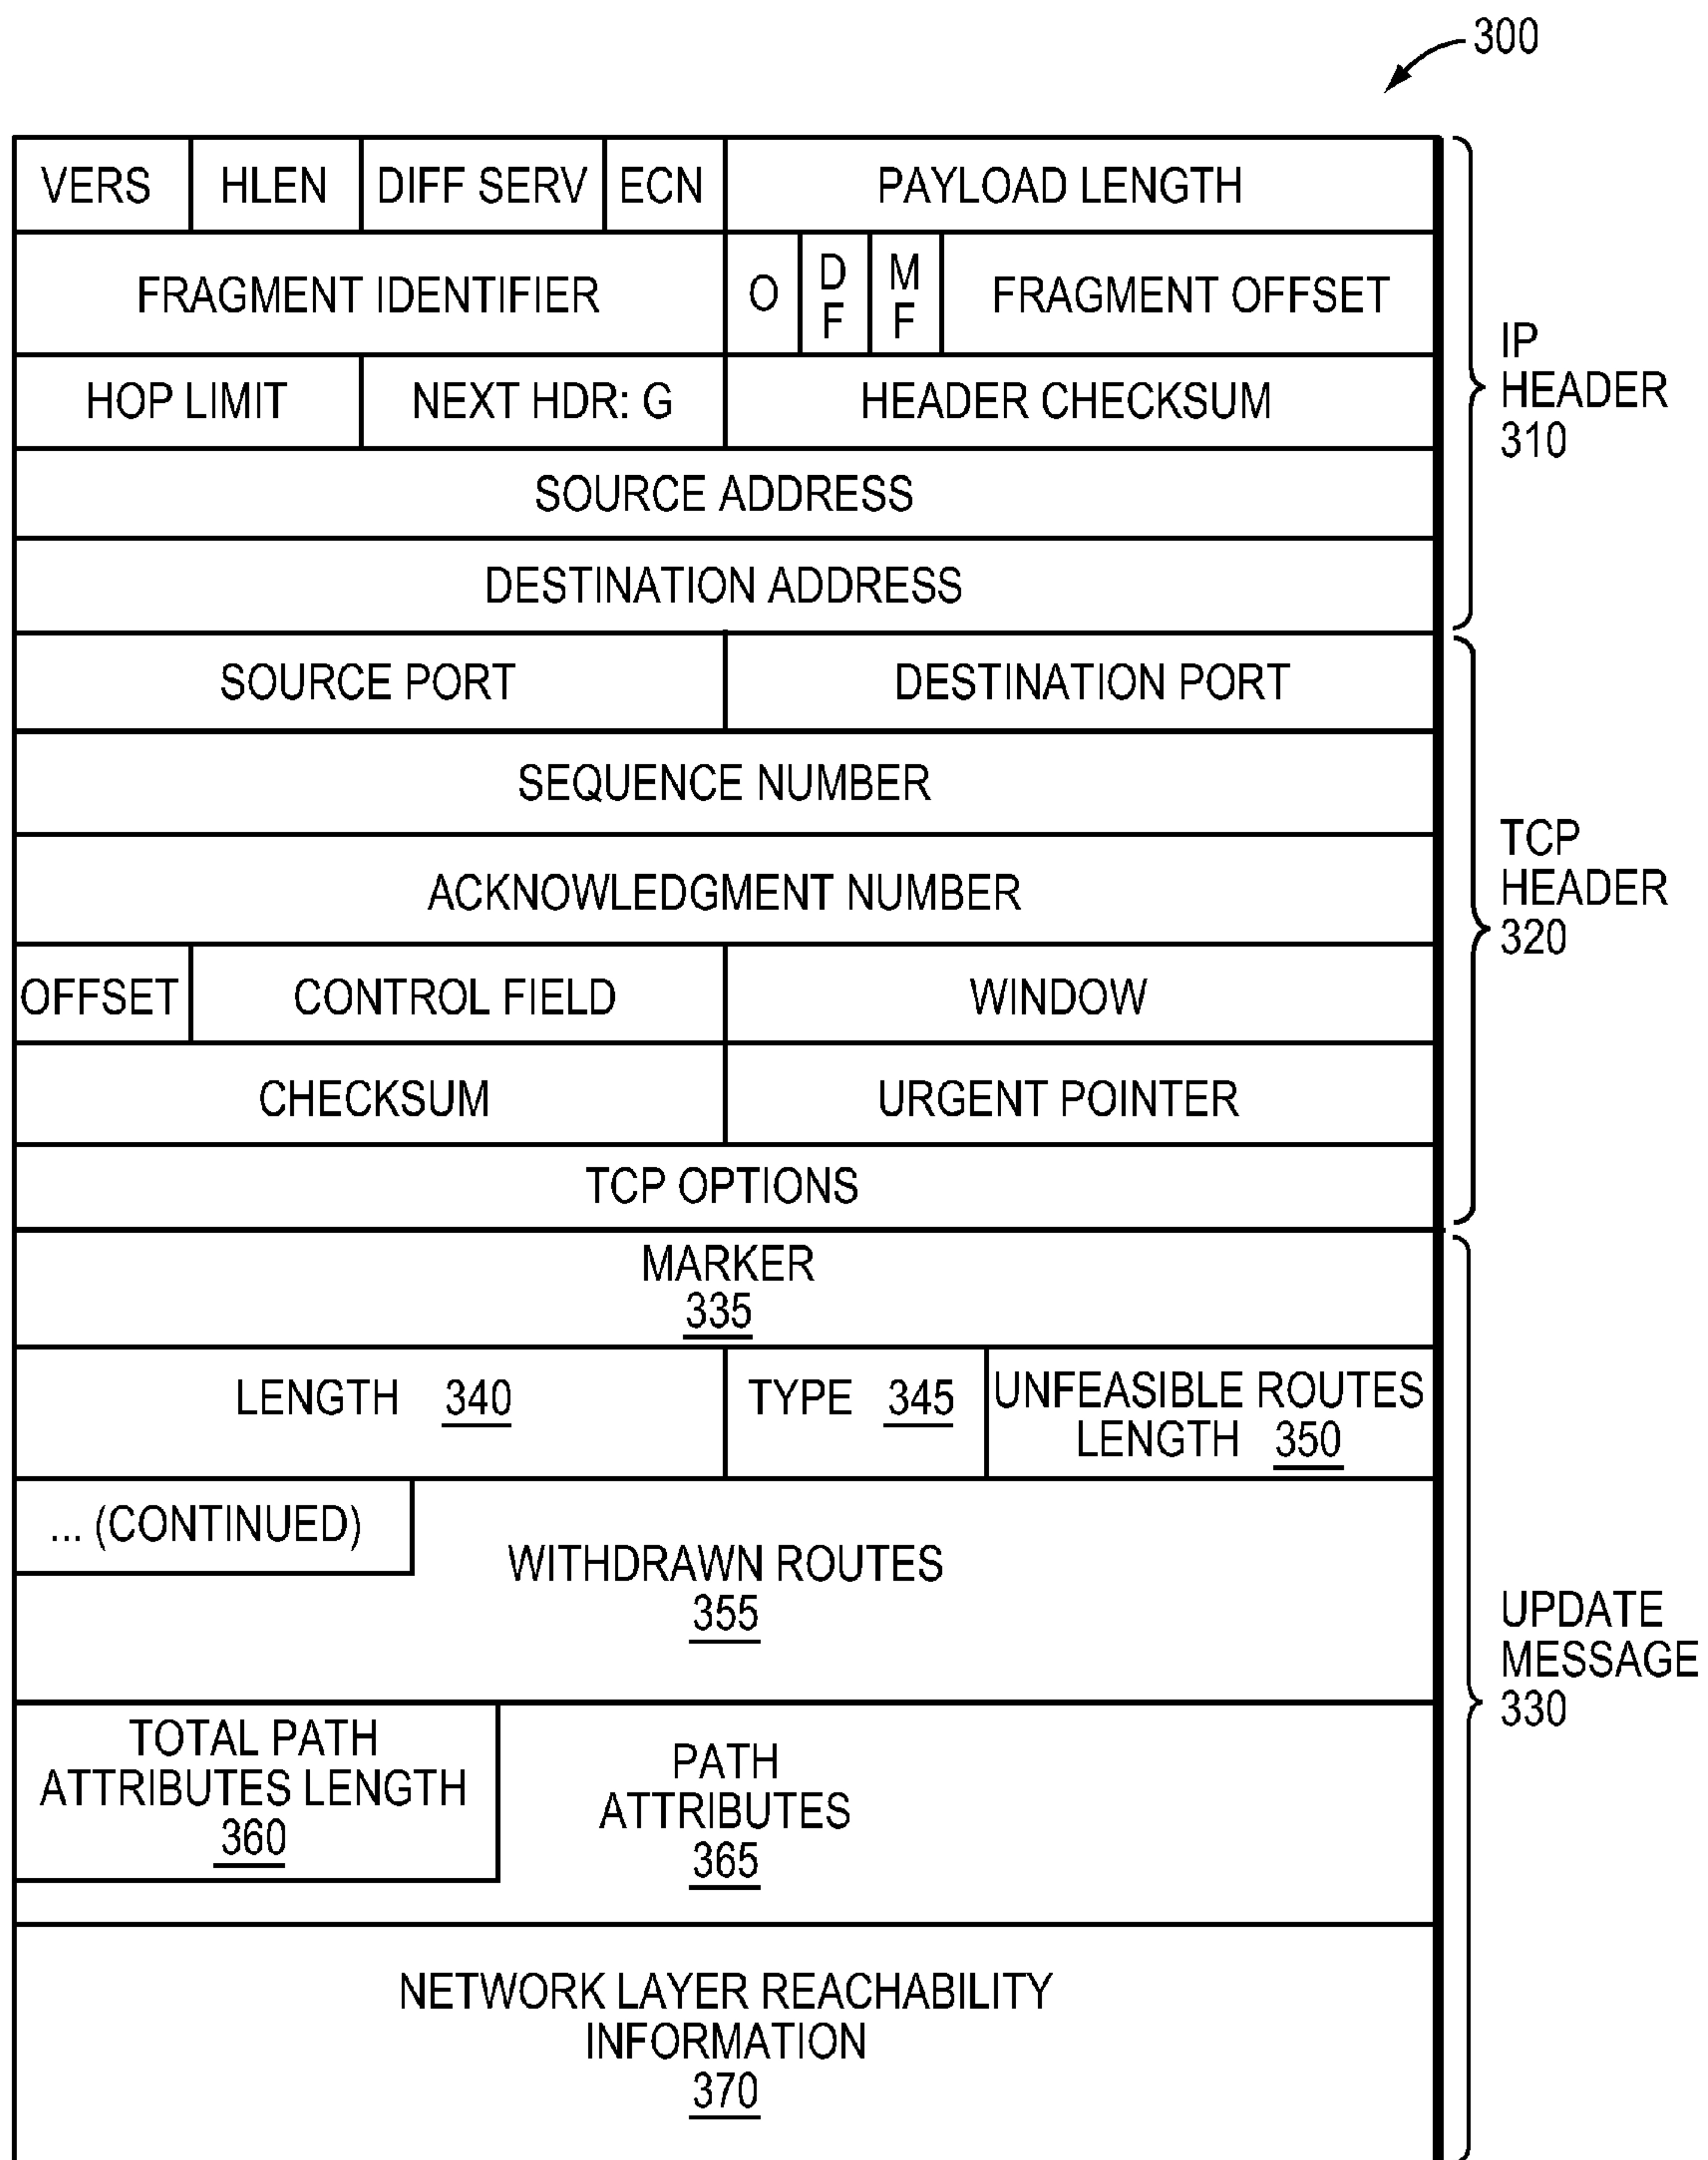 300
VERS HLEN DIFF SERV ECN PAYLOAD LENGTH
FRAGMENT IDENTIFIER O DF MF FRAGMENT OFFSET
HOP LIMIT NEXT HDR: G HEADER CHECKSUM
IP
HEADER
310
SOURCE ADDRESS
DESTINATION ADDRESS
SOURCE PORT DESTINATION PORT
SEQUENCE NUMBER
ACKNOWLEDGMENT NUMBER
TCP
HEADER
320
OFFSET CONTROL FIELD WINDOW
CHECKSUM URGENT POINTER
TCP OPTIONS
MARKER
335
LENGTH 340 TYPE 345 UNFEASIBLE ROUTES
LENGTH 350
... (CONTINUED)
WITHDRAWN ROUTES
355
UPDATE
MESSAGE
330
TOTAL PATH
ATTRIBUTES LENGTH
360
PATH
ATTRIBUTES
365
NETWORK LAYER REACHABILITY
INFORMATION
370